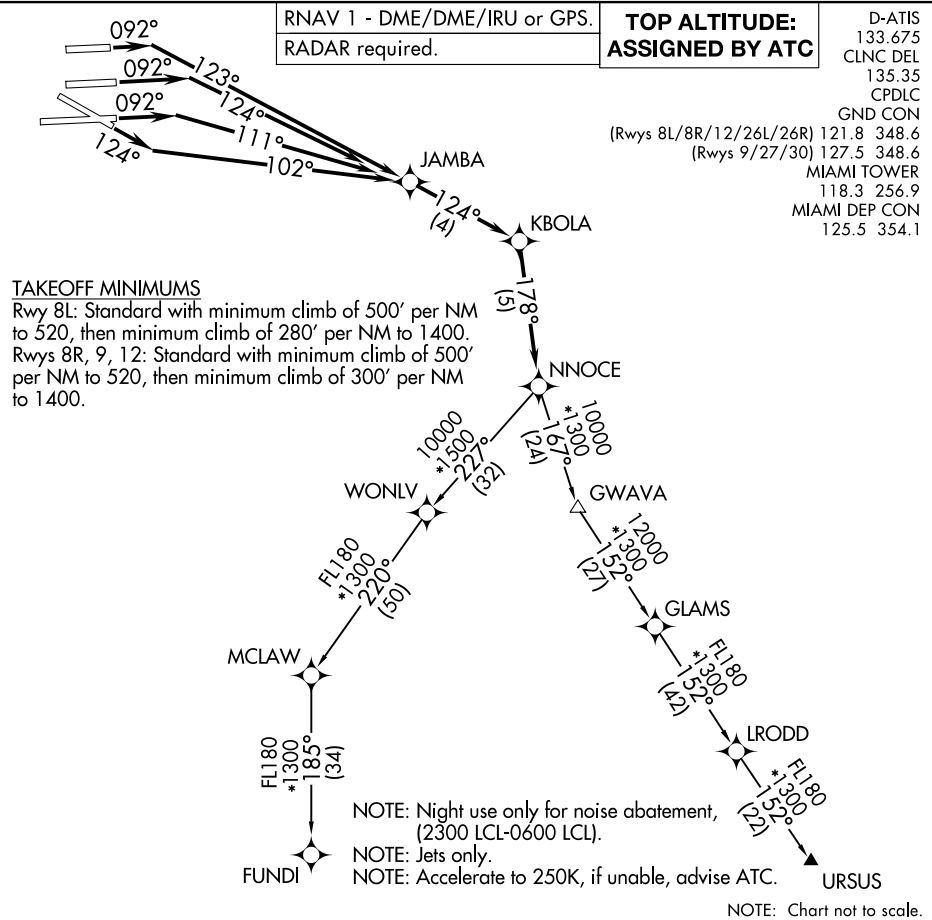 RNAV 1 - DME/DME/IRU or GPS.
RADAR required.
TOP ALTITUDE:
ASSIGNED BY ATC
D-ATIS
133.675
CLNC DEL
135.35
CPDLC
GND CON
(Rwys 8L/8R/12/26L/26R) 121.8 348.6
(Rwys 9/27/30) 127.5 348.6
MIAMI TOWER
118.3 256.9
MIAMI DEP CON
125.5 354.1
092°
123°
092°
124°
092°
111°
124°
102°
JAMBA
124°
(4)
KBOLA
178°
(5)
TAKEOFF MINIMUMS
Rwy 8L: Standard with minimum climb of 500' per NM
to 520, then minimum climb of 280' per NM to 1400.
Rwys 8R, 9, 12: Standard with minimum climb of 500'
per NM to 520, then minimum climb of 300' per NM
to 1400.
NNOCE
10000
*1500
227°
(32)
10000
*1300
167°
(24)
WONLV
GWAVA
FL180
*1300
220°
(50)
12000
*1300
152°
(27)
GLAMS
MCLAW
FL180
*1300
152°
(42)
LRODD
FL180
*1300
185°
(34)
FL180
*1300
152°
(22)
NOTE: Night use only for noise abatement,
(2300 LCL-0600 LCL).
NOTE: Jets only.
NOTE: Accelerate to 250K, if unable, advise ATC.
FUNDI
URSUS
NOTE: Chart not to scale.